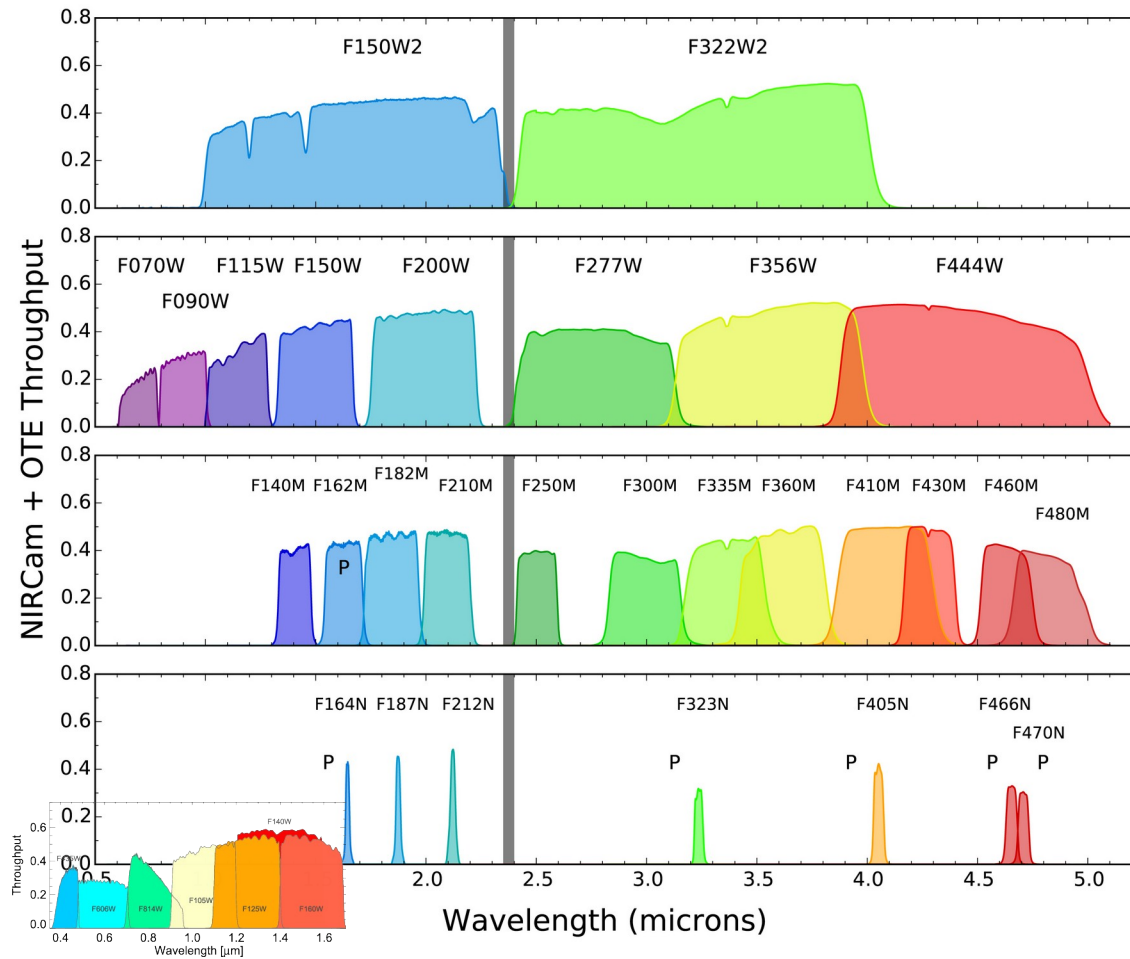 0.8
F150W2 F322W2
0.6
0.4
0.2
0.0
NIRCam + OTE Throughput
0.8
F070W F115W F150W F200W F277W F356W F444W
F090W
0.6
0.4
0.2
0.0
0.8
F182M
F140M F162M F210M F250M F300M F335M F360M F410M F430M F460M
F480M
0.6
0.4
P
0.2
0.0
0.8
F164N F187N F212N F323N F405N F466N
F470N
0.6
P P P P P
0.4
0.2
0.5 2.0 2.5 3.0 3.5 4.0 4.5 5.0
Wavelength (microns)
Throughput
F140W
0.6
0.4
0.2
0.0
F606W F814W F105W F125W F160W
0.4 0.6 0.8 1.0 1.2 1.4 1.6
Wavelength [μm]